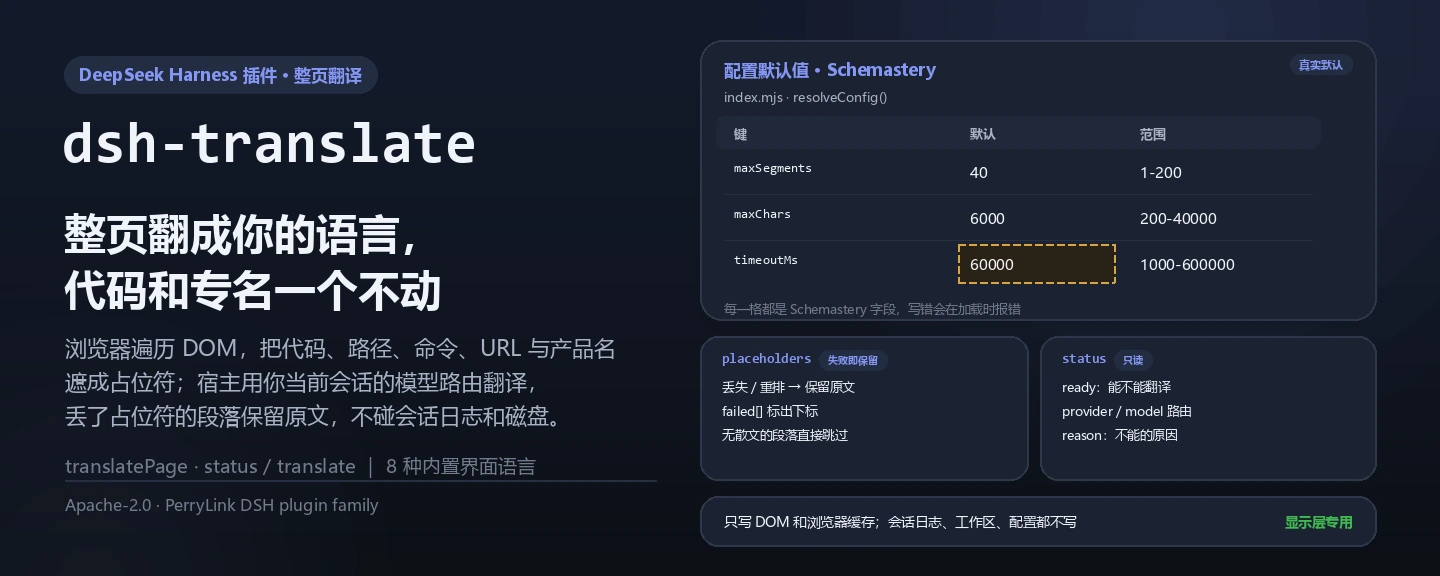 DeepSeek Harness 插件 · 整页翻译
dsh-translate
整页翻成你的语言，
代码和专名一个不动
浏览器遍历 DOM，把代码、路径、命令、URL 与产品名
遮成占位符；宿主用你当前会话的模型路由翻译，
丢了占位符的段落保留原文，不碰会话日志和磁盘。
translatePage · status / translate ｜ 8 种内置界面语言
Apache-2.0 · PerryLink DSH plugin family
配置默认值 · Schemastery
真实默认
index.mjs · resolveConfig()
键 默认 范围
maxSegments 40 1-200
maxChars 6000 200-40000
timeoutMs 60000 1000-600000
每一格都是 Schemastery 字段，写错会在加载时报错
placeholders 失败即保留
丢失 / 重排 → 保留原文
failed[] 标出下标
无散文的段落直接跳过
status 只读
ready：能不能翻译
provider / model 路由
reason：不能的原因
只写 DOM 和浏览器缓存；会话日志、工作区、配置都不写
显示层专用